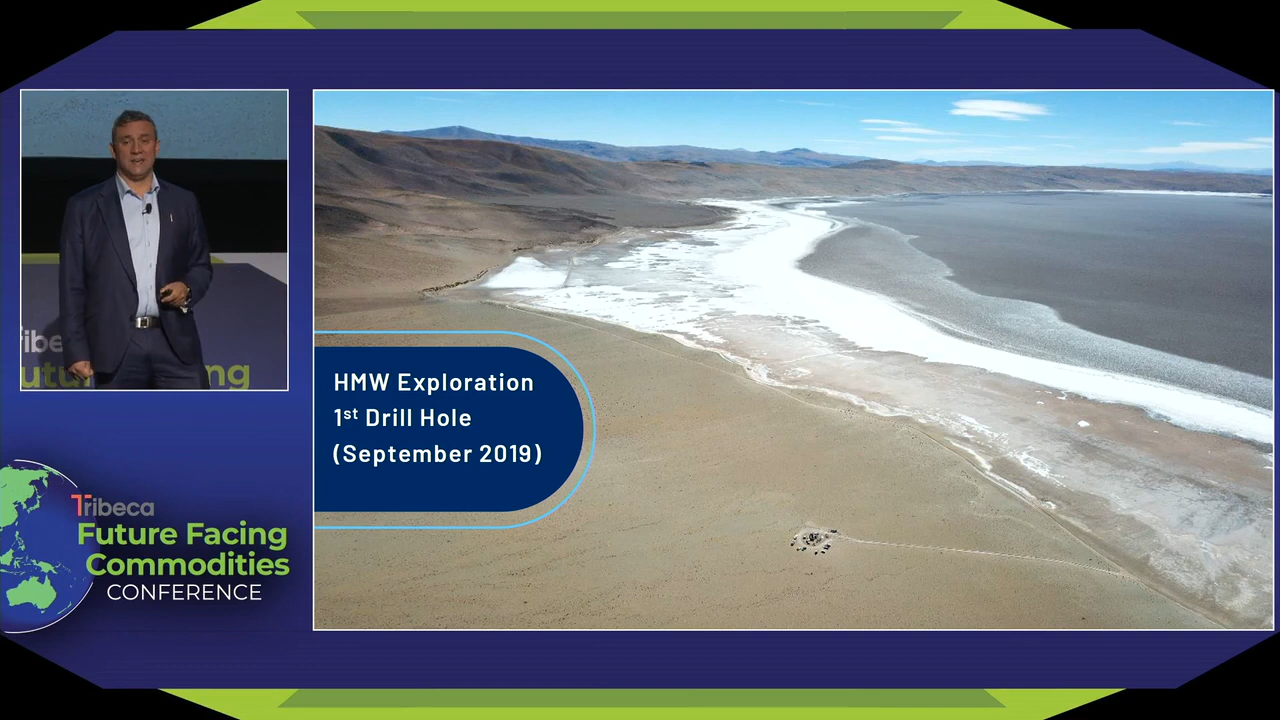 HMW Exploration
1st Drill Hole
(September 2019)
Tribeca
Future Facing
Commodities
CONFERENCE